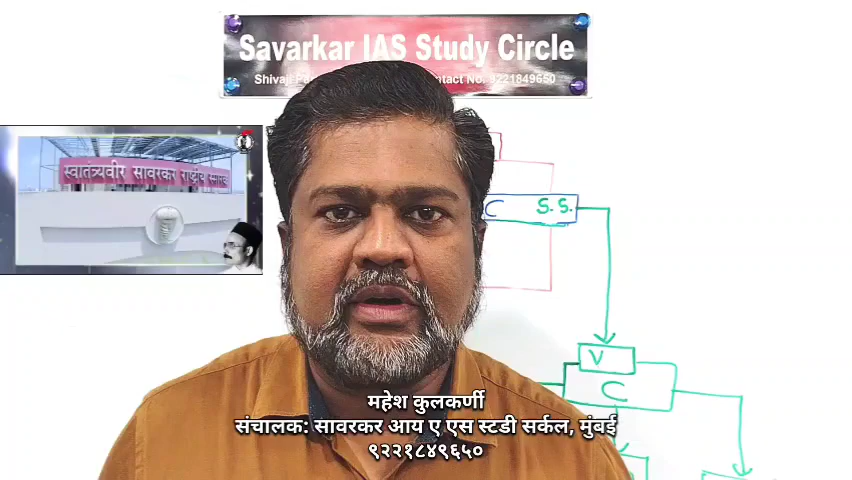 Savarkar IAS Study Circle
Shivaji ntact No. 9221849650
स्वातंत्र्यवीर सावरकर राष्ट्रीय स्मारक
C S.S.
V
C
महेश कुलकर्णी
संचालक: सावरकर आय ए एस स्टडी सर्कल, मुंबई
९२२१८४९६५०